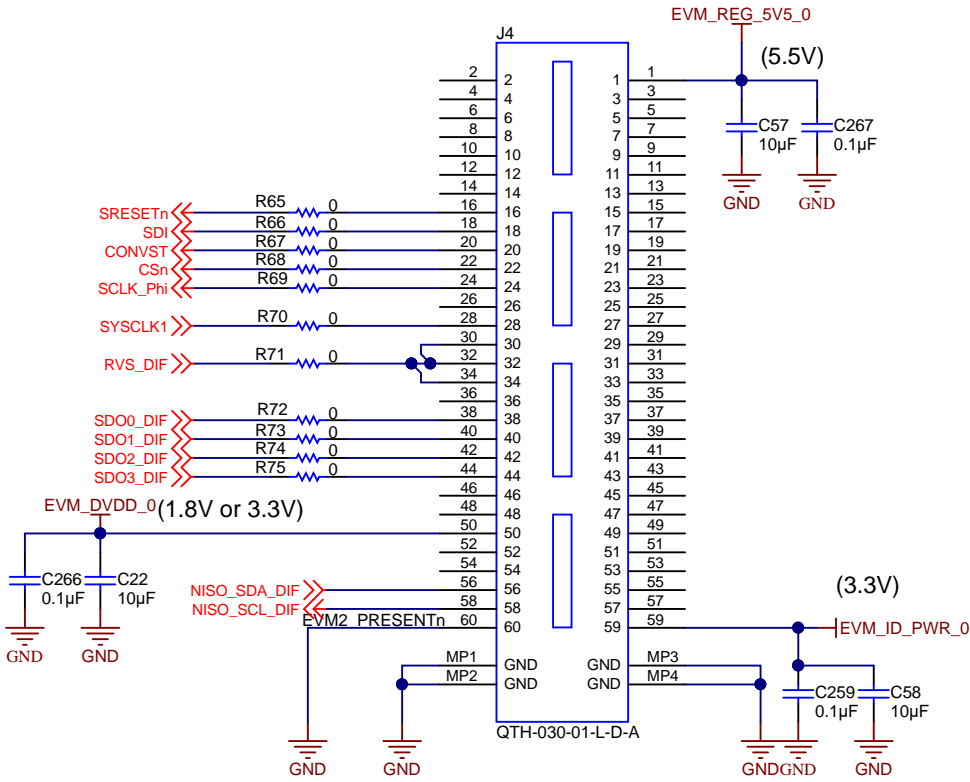 EVM_REG_5V5_0
J4
(5.5V)
2 2 1 1
4 4 3 3
C57 10µF
C267 0.1µF
6 6 5 5
8 8 7 7
10 10 9 9
12 12 11 11
14 14 13 13
GND GND
SRESETn R65 0 16 16 15 15
SDI R66 0 18 18 17 17
CONVST R67 0 20 20 19 19
CSn R68 0 22 22 21 21
SCLK_Phi R69 0 24 24 23 23
26 26 25 25
SYSCLK1 R70 0 28 28 27 27
30 30 29 29
RVS_DIF R71 0 32 32 31 31
34 34 33 33
36 36 35 35
SDO0_DIF R72 0 38 38 37 37
SDO1_DIF R73 0 40 40 39 39
SDO2_DIF R74 0 42 42 41 41
SDO3_DIF R75 0 44 44 43 43
46 46 45 45
EVM_DVDD_0 (1.8V or 3.3V)
48 48 47 47
50 50 49 49
52 52 51 51
C266 0.1µF
C22 10µF
54 54 53 53
NISO_SDA_DIF 56 56 55 55
(3.3V)
NISO_SCL_DIF 58 58 57 57
EVM2_PRESENTn 60 60 59 59
EVM_ID_PWR_0
GND GND
MP1 GND GND MP3
MP2 GND GND MP4
C259 0.1µF
C58 10µF
QTH-030-01-L-D-A
GND GND GND GND GND